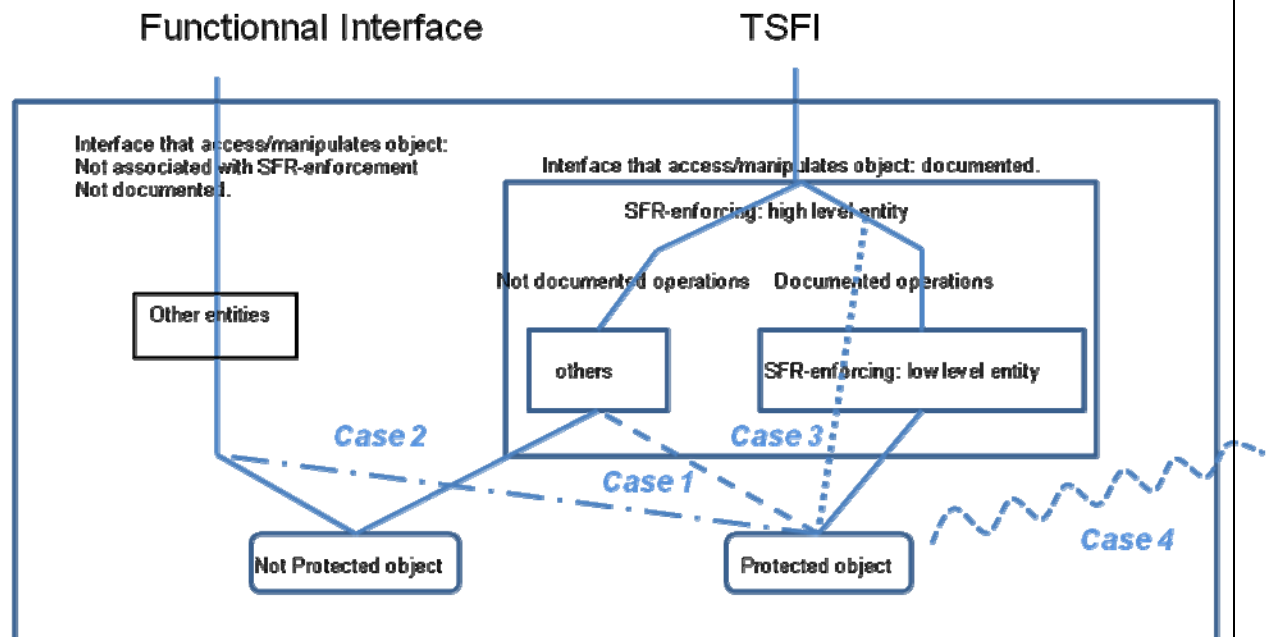 Functionnal Interface
TSFI
Interface that access/manipulates object:
Not associated with SFR-enforcement
Not documented.
Interface that access/manipulates object: documented.
SFR-enforcing: high level entity
Not documented operations
Documented operations
Other entities
others
SFR-enforcing: low level entity
Case 2
Case 3
Case 1
Case 4
Not Protected object
Protected object